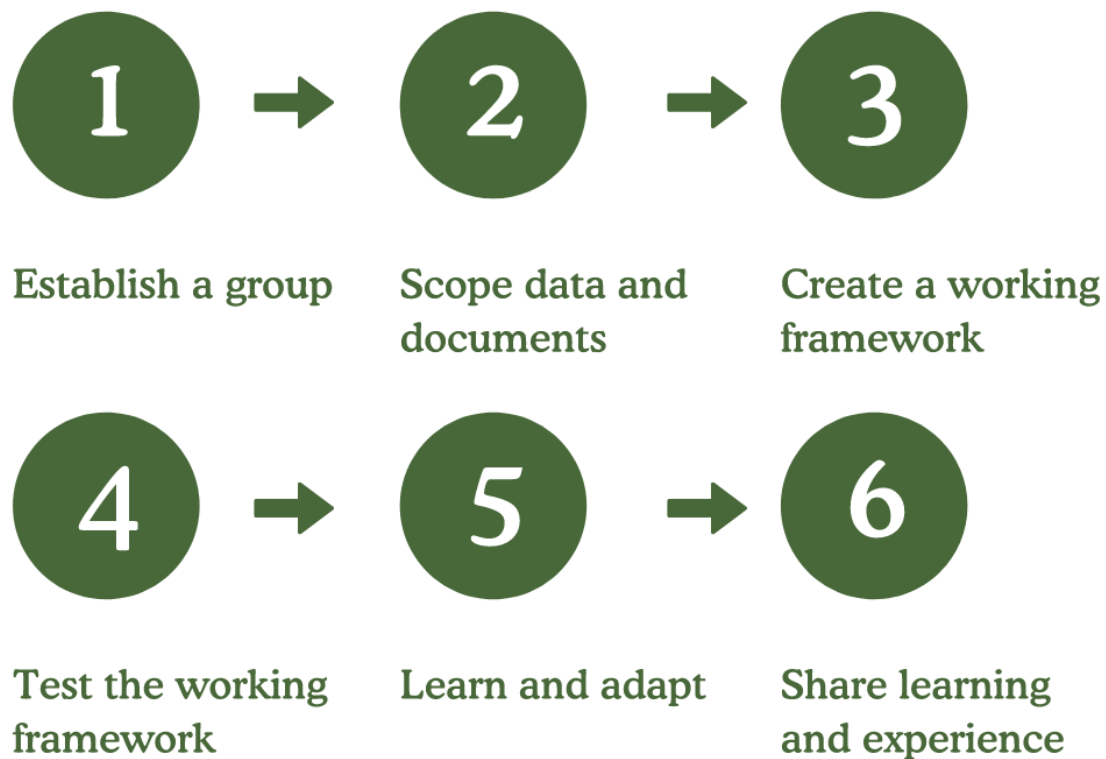 1
2
3
Establish a group
Scope data and
documents
Create a working
framework
4
5
6
Test the working
framework
Learn and adapt
Share learning
and experience